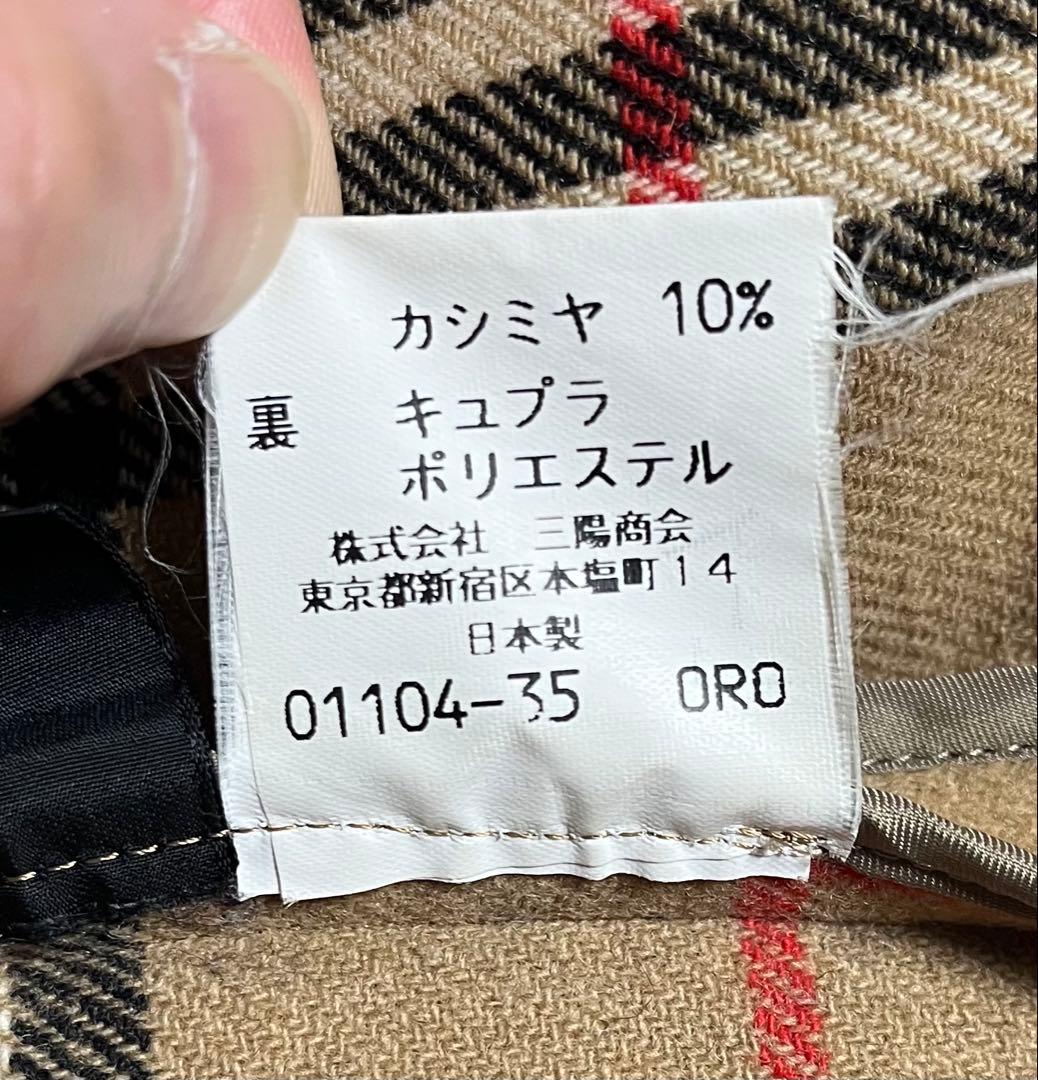 カシミヤ 10%
裏 キュプラ
ポリエステル
株式会社 三陽商会
東京都新宿区本塩町14
日本製
01104-35 0R0